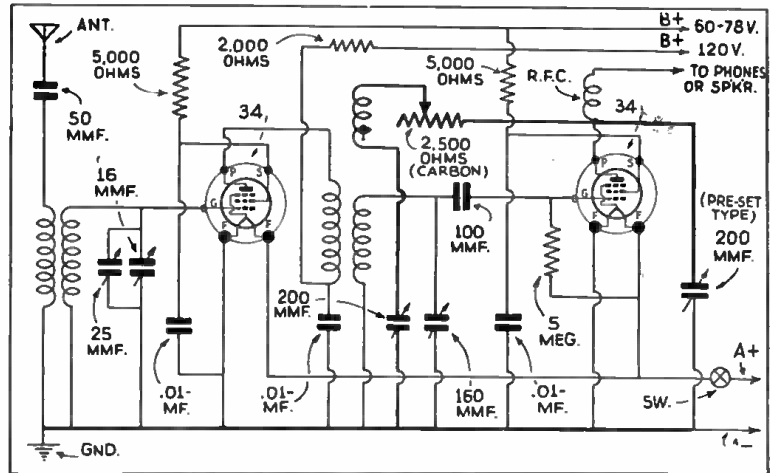 ANT.
B+ 60-78 V.
B+ 120 V.
TO PHONES
OR SPKR.
5,000
OHMS
2,000
OHMS
5,000
OHMS
R.F.C.
50
MMF.
34
34
2,500
OHMS
(CARBON)
16
MMF.
P S
G
F F
P S
G
F F
100
MMF.
(PRE-SET
TYPE)
200
MMF.
25
MMF.
200
MMF.
5
MEG.
.01-
MF.
.01-
MF.
160
MMF.
.01-
MF.
SW.
A+
GND.